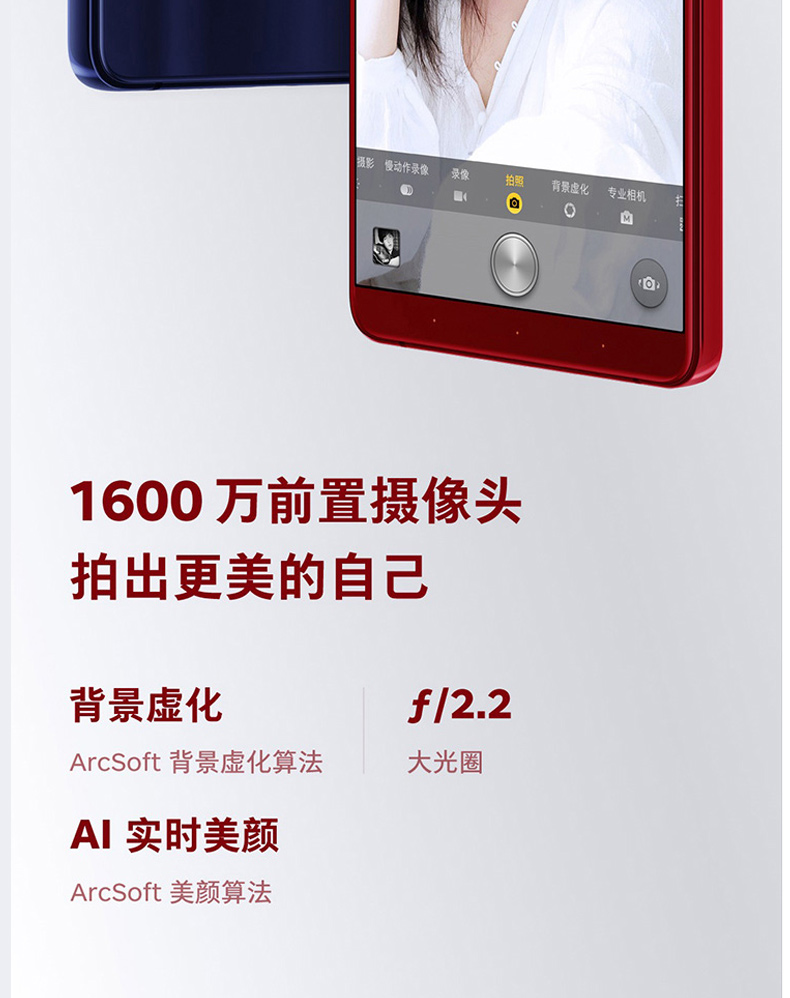 摄影 慢动作录像 录像 拍照 背景虚化 专业相机
M
1600 万前置摄像头
拍出更美的自己
背景虚化
ƒ/2.2
ArcSoft 背景虚化算法
大光圈
AI 实时美颜
ArcSoft 美颜算法